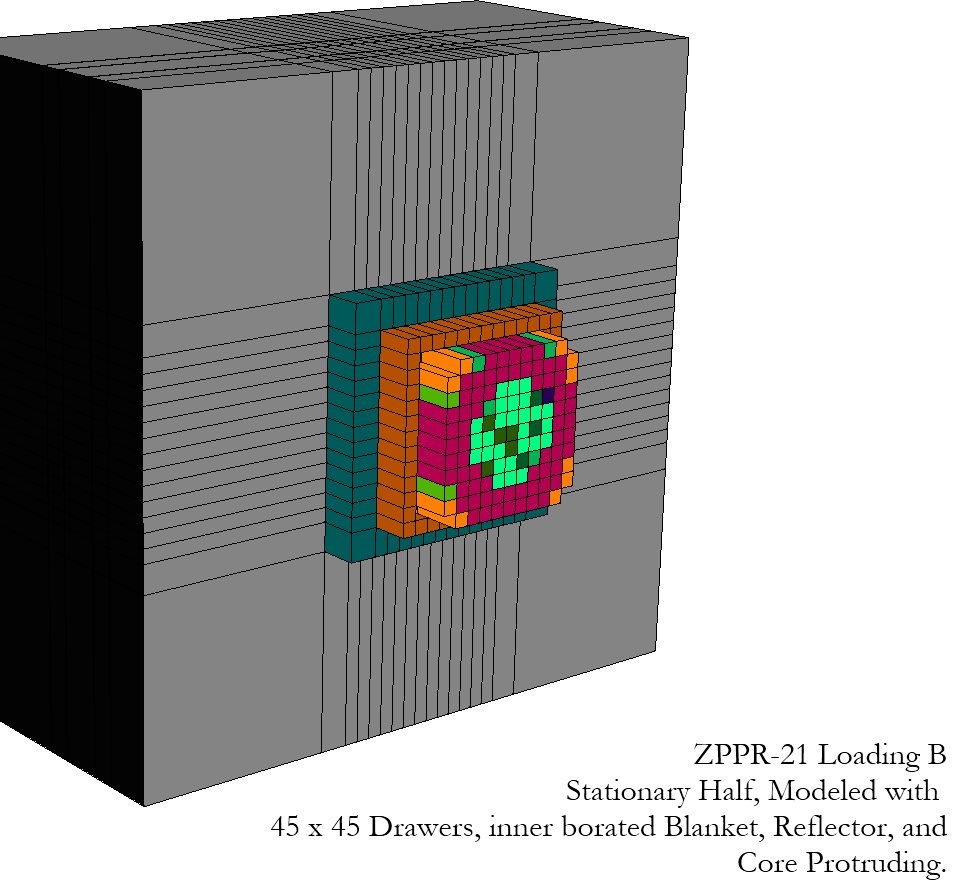 ZPPR-21 Loading B
Stationary Half, Modeled with
45 x 45 Drawers, inner borated Blanket, Reflector, and
Core Protruding.